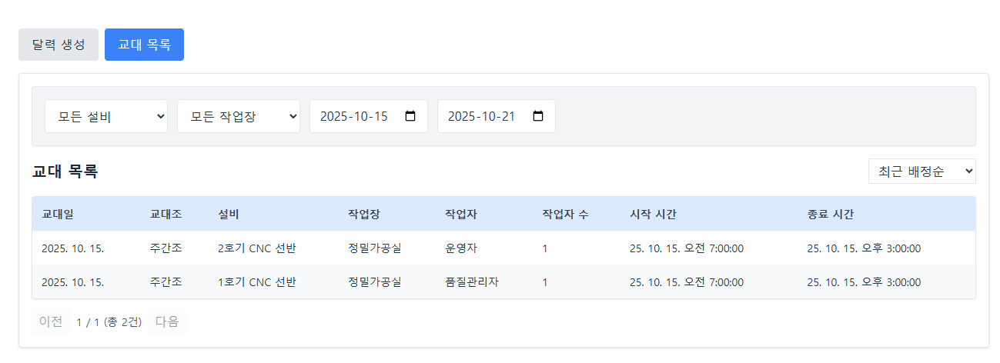 달력 생성 교대 목록
모든 설비 모든 작업장 2025-10-15 2025-10-21
교대 목록 최근 배정순
교대일 교대조 설비 작업장 작업자 작업자 수 시작 시간 종료 시간
2025. 10. 15. 주간조 2호기 CNC 선반 정밀가공실 운영자 1 25. 10. 15. 오전 7:00:00 25. 10. 15. 오후 3:00:00
2025. 10. 15. 주간조 1호기 CNC 선반 정밀가공실 품질관리자 1 25. 10. 15. 오전 7:00:00 25. 10. 15. 오후 3:00:00
이전 1 / 1 (총 2건) 다음